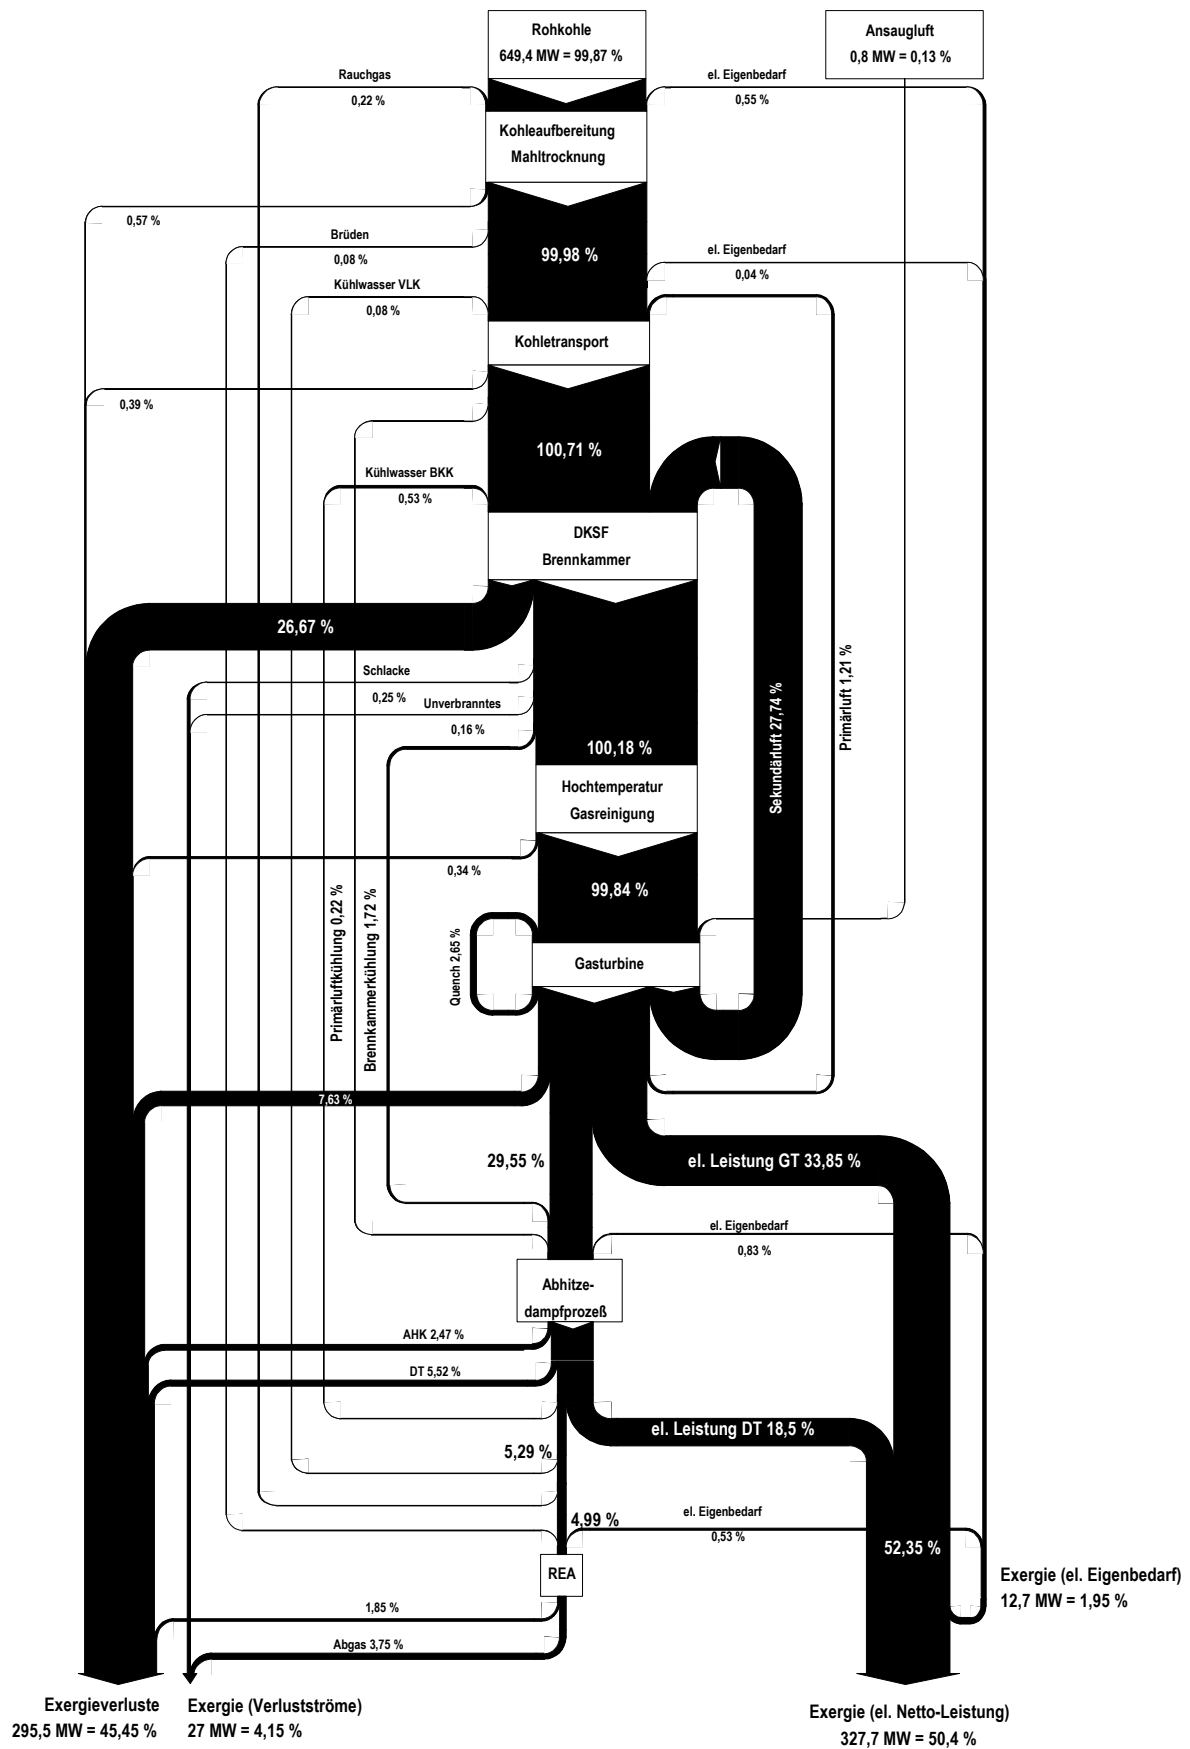 Rohkohle
649,4 MW = 99,87 %
Ansaugluft
0,8 MW = 0,13 %
Rauchgas
0,22 %
el. Eigenbedarf
0,55 %
Kohleaufbereitung
Mahltrocknung
0,57 %
Brüden
0,08 %
99,98 %
el. Eigenbedarf
0,04 %
Kühlwasser VLK
0,08 %
Kohletransport
0,39 %
100,71 %
Kühlwasser BKK
0,53 %
DKSF
Brennkammer
26,67 %
Schlacke
0,25 %
Unverbranntes
0,16 %
100,18 %
Sekundärluft 27,74 %
Primärluft 1,21 %
Hochtemperatur
Gasreinigung
0,34 %
99,84 %
Primärluftkühlung 0,22 %
Brennkammerkühlung 1,72 %
Quench 2,65 %
Gasturbine
7,63 %
29,55 %
el. Leistung GT 33,85 %
el. Eigenbedarf
0,83 %
Abhitze-
dampfprozeß
AHK 2,47 %
DT 5,52 %
el. Leistung DT 18,5 %
5,29 %
4,99 %
el. Eigenbedarf
0,53 %
52,35 %
REA
Exergie (el. Eigenbedarf)
12,7 MW = 1,95 %
1,85 %
Abgas 3,75 %
Exergieverluste
295,5 MW = 45,45 %
Exergie (Verlustströme)
27 MW = 4,15 %
Exergie (el. Netto-Leistung)
327,7 MW = 50,4 %